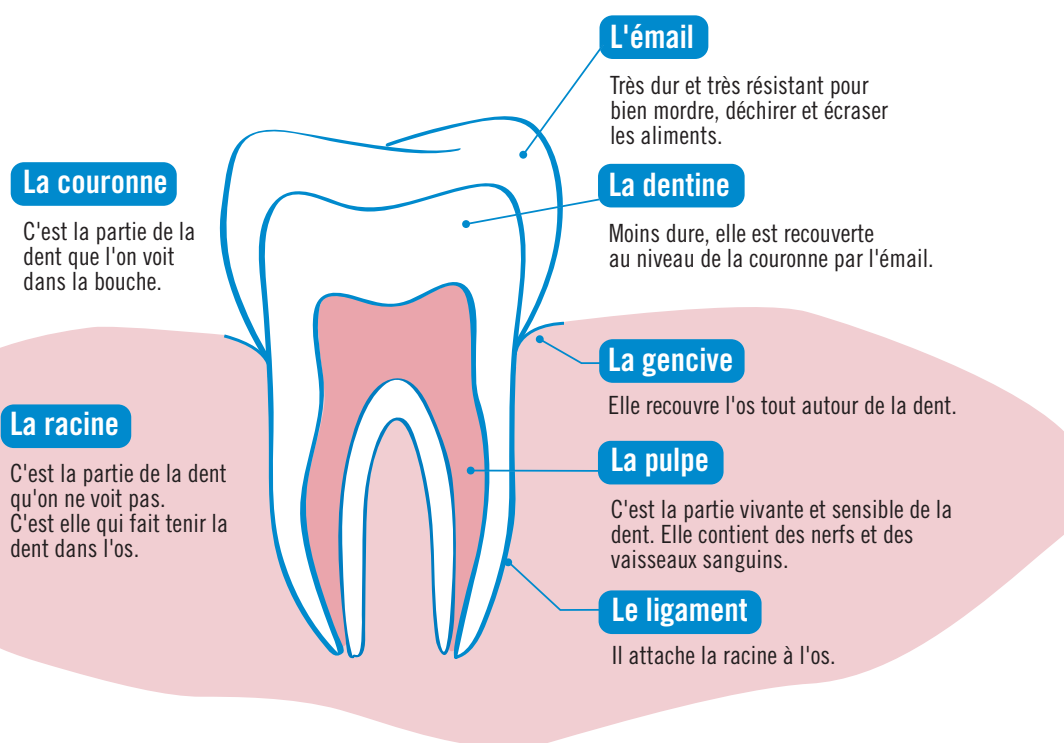 L'émail
Très dur et très résistant pour
bien mordre, déchirer et écraser
les aliments.
La couronne
C'est la partie de la
dent que l'on voit
dans la bouche.
La dentine
Moins dure, elle est recouverte
au niveau de la couronne par l'émail.
La gencive
Elle recouvre l'os tout autour de la dent.
La racine
C'est la partie de la dent
qu'on ne voit pas.
C'est elle qui fait tenir la
dent dans l'os.
La pulpe
C'est la partie vivante et sensible de la
dent. Elle contient des nerfs et des
vaisseaux sanguins.
Le ligament
Il attache la racine à l'os.